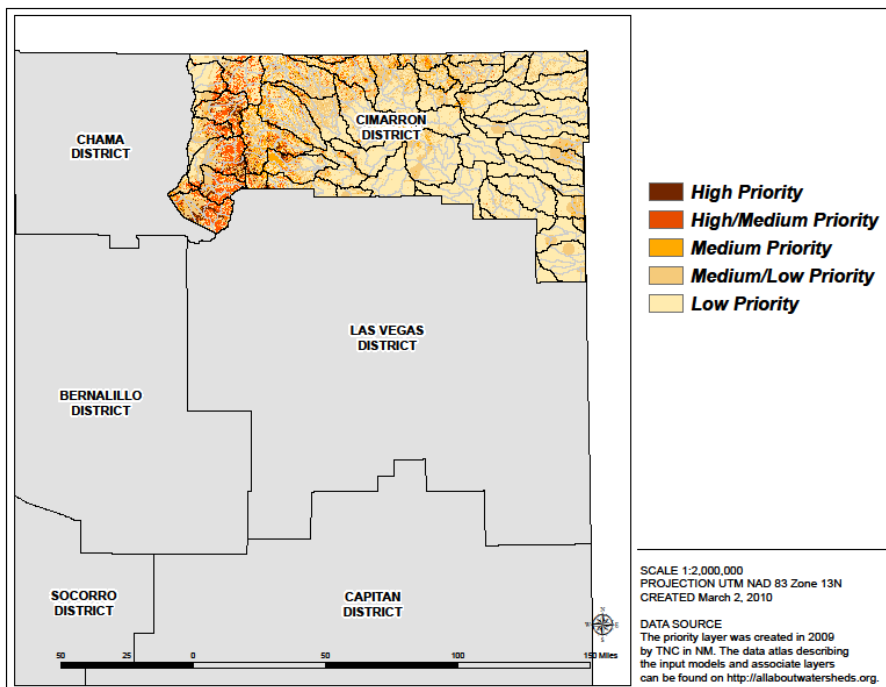 CHAMA
DISTRICT
CIMARRON
DISTRICT
LAS VEGAS
DISTRICT
BERNALILLO
DISTRICT
SOCORRO
DISTRICT
CAPITAN
DISTRICT
N
W E
S
50 25 0 50 100 150 Miles
High Priority
High/Medium Priority
Medium Priority
Medium/Low Priority
Low Priority
SCALE 1:2,000,000
PROJECTION UTM NAD 83 Zone 13N
CREATED March 2, 2010
DATA SOURCE
The priority layer was created in 2009
by TNC in NM. The data atlas describing
the input models and associate layers
can be found on http://allaboutwatersheds.org.